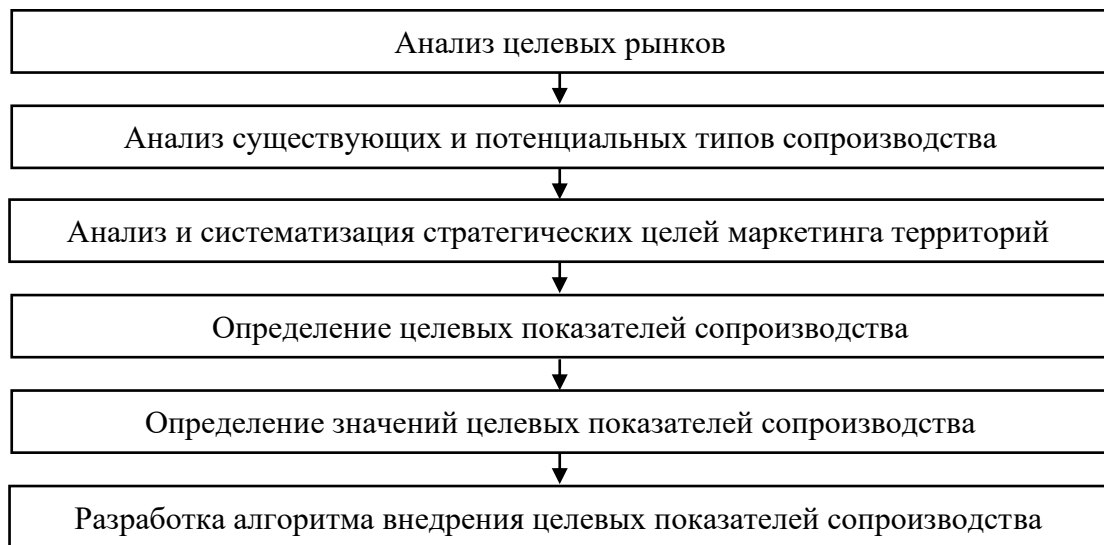 Анализ целевых рынков
Анализ существующих и потенциальных типов сопроизводства
Анализ и систематизация стратегических целей маркетинга территорий
Определение целевых показателей сопроизводства
Определение значений целевых показателей сопроизводства
Разработка алгоритма внедрения целевых показателей сопроизводства